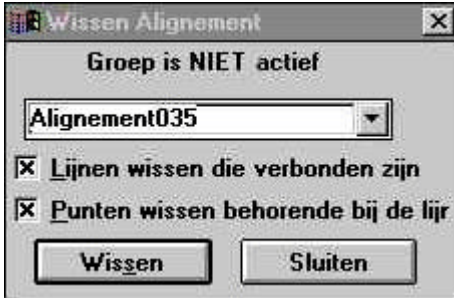 Wissen Alignement
Groep is NIET actief
Alignement035
Lijnen wissen die verbonden zijn
Punten wissen behorende bij de lijr
Wissen
Sluiten